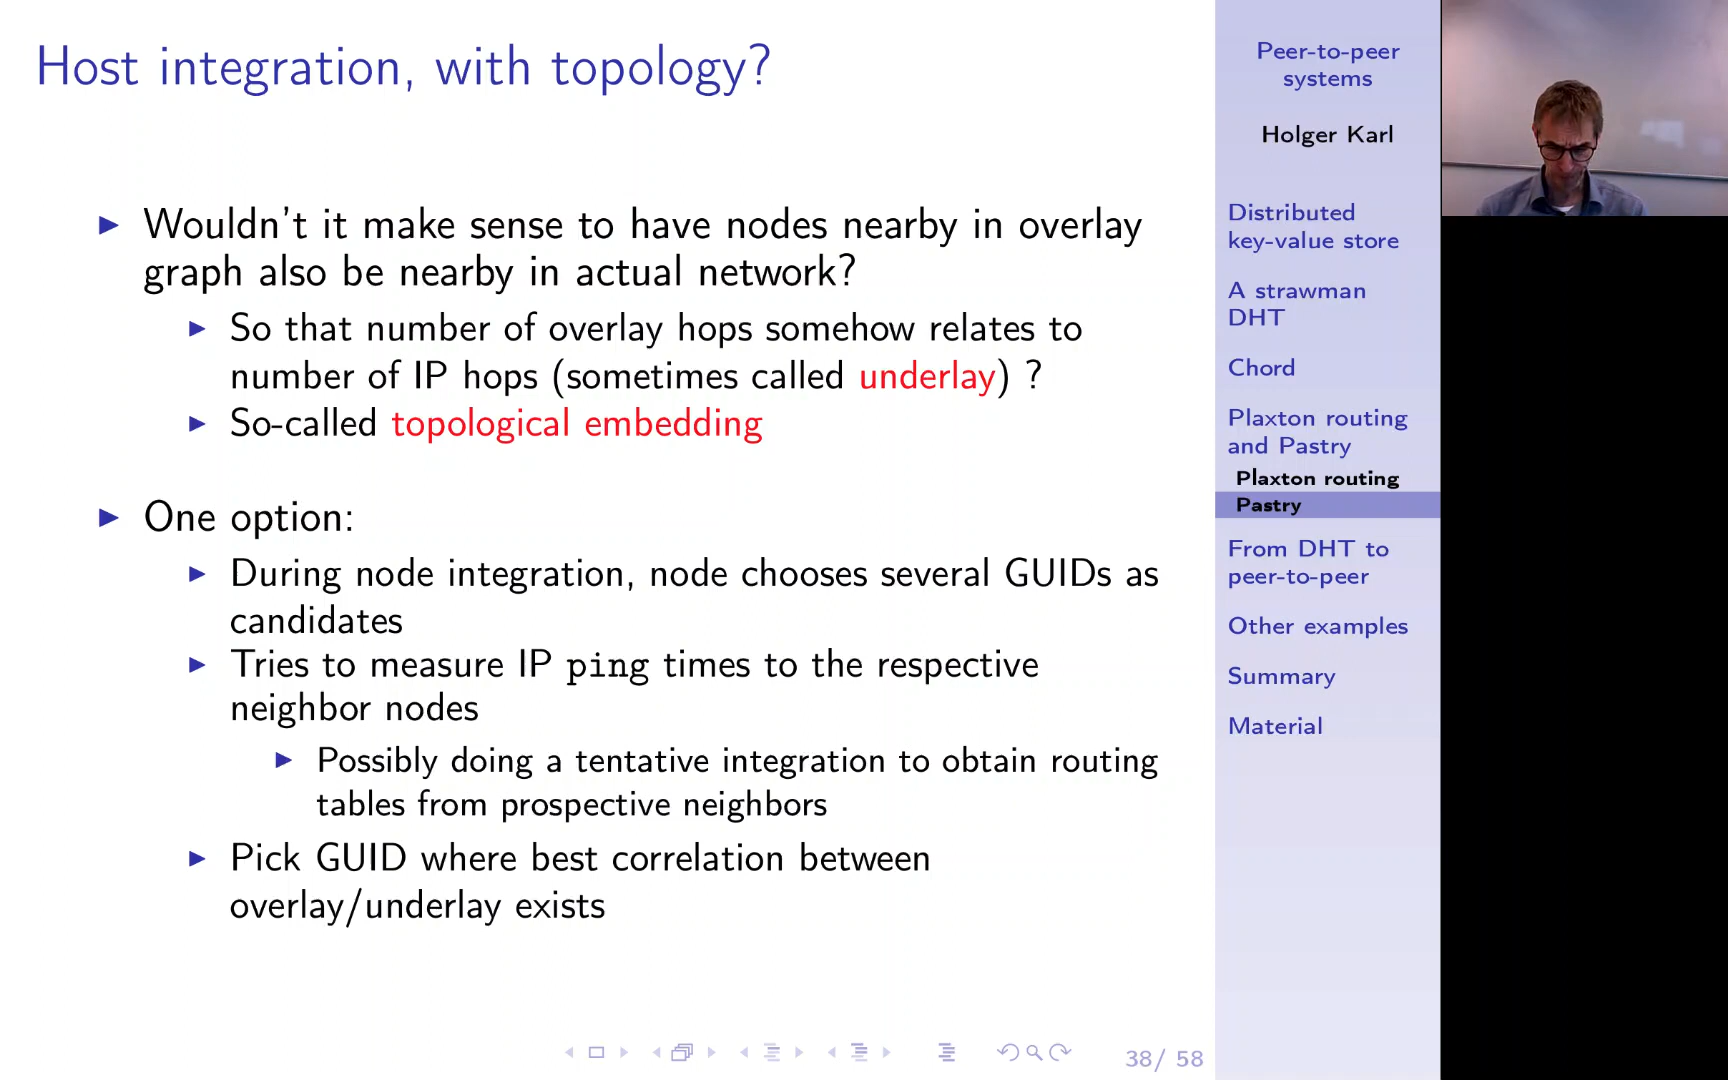 Host integration, with topology?
Wouldn't it make sense to have nodes nearby in overlay
graph also be nearby in actual network?
So that number of overlay hops somehow relates to
number of IP hops (sometimes called underlay) ?
So-called topological embedding
One option:
During node integration, node chooses several GUIDs as
candidates
Tries to measure IP ping times to the respective
neighbor nodes
Possibly doing a tentative integration to obtain routing
tables from prospective neighbors
Pick GUID where best correlation between
overlay/underlay exists
38/ 58
Peer-to-peer
systems
Holger Karl
Distributed
key-value store
A strawman
DHT
Chord
Plaxton routing
and Pastry
Plaxton routing
Pastry
From DHT to
peer-to-peer
Other examples
Summary
Material